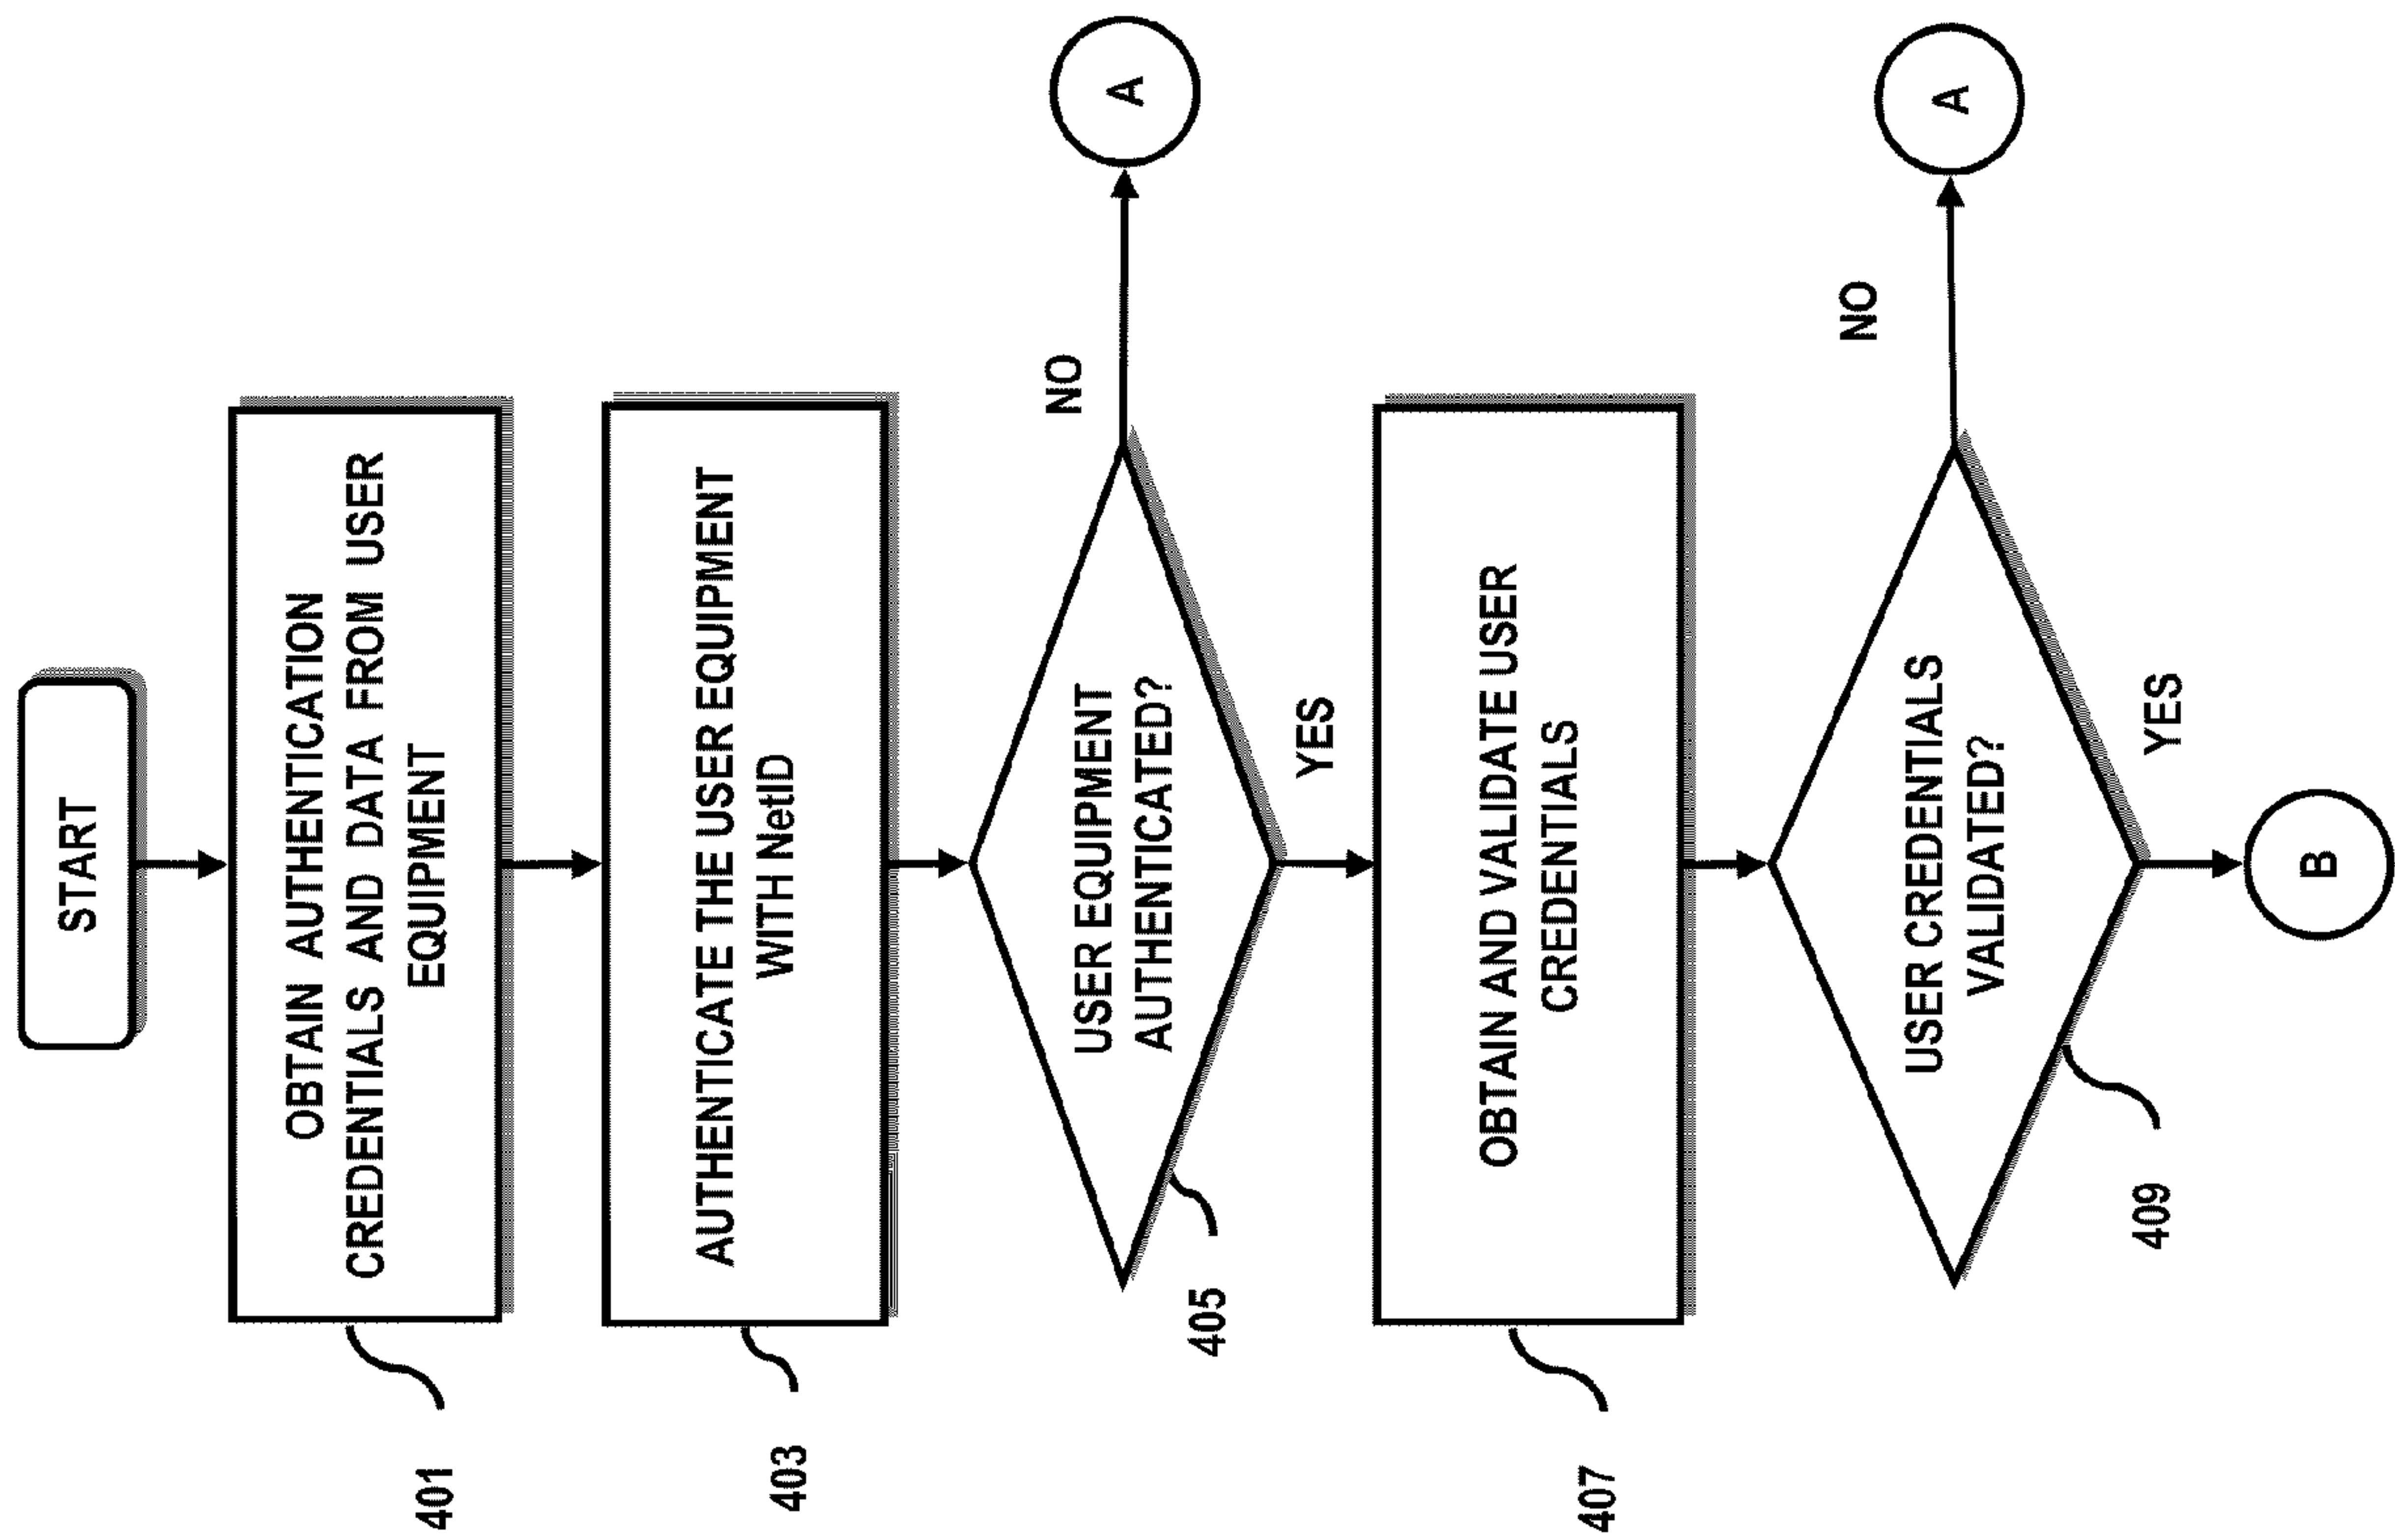 START
OBTAIN AUTHENTICATION
CREDENTIALS AND DATA FROM USER
EQUIPMENT
401
AUTHENTICATE THE USER EQUIPMENT
WITH NetID
403
USER EQUIPMENT
AUTHENTICATED?
405
NO
A
YES
OBTAIN AND VALIDATE USER
CREDENTIALS
407
USER CREDENTIALS
VALIDATED?
409
NO
A
YES
B